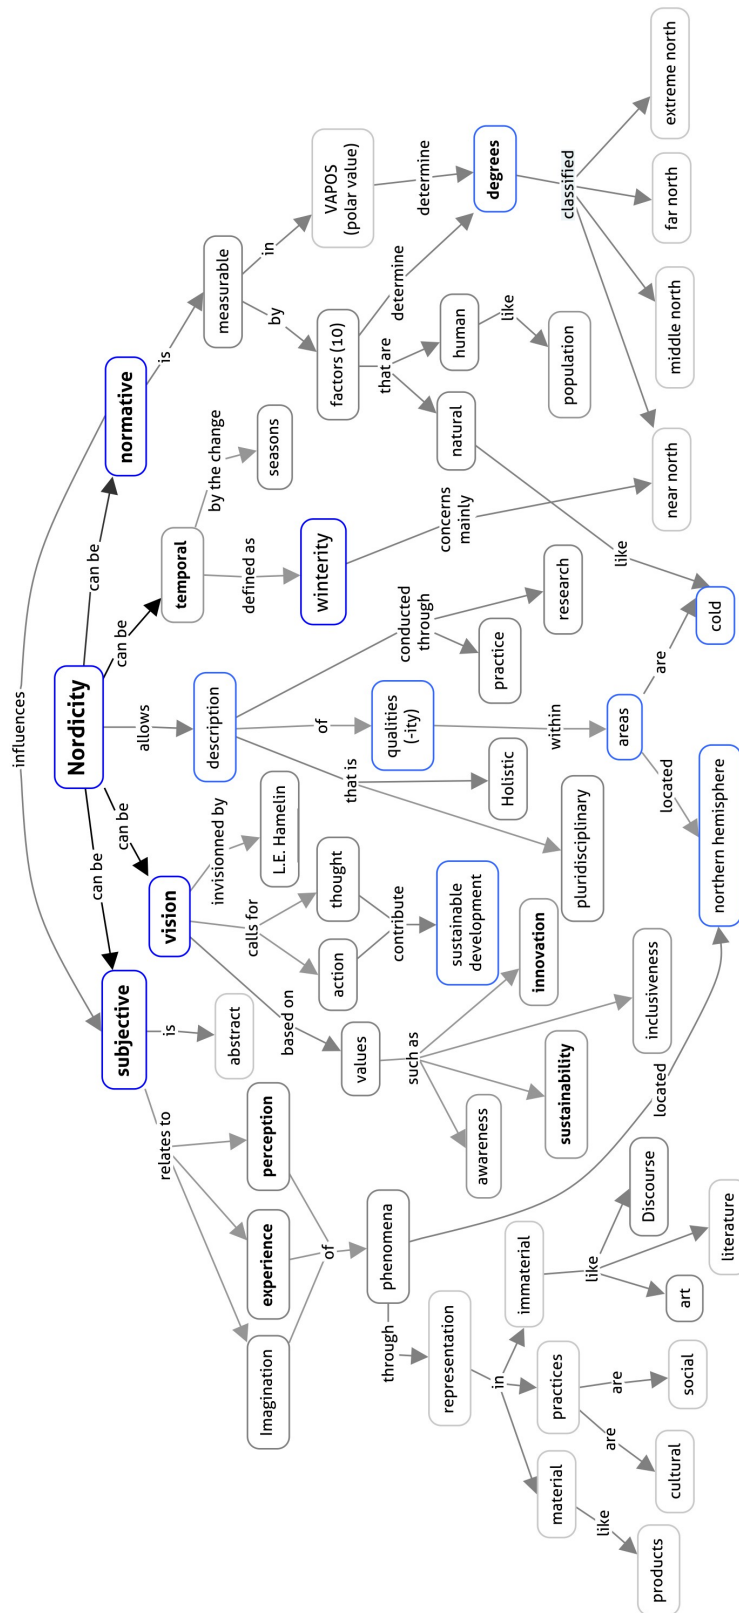 influences
Nordicity
can be
can be
allows
can be
can be
subjective
vision
description
temporal
normative
is
abstract
relates to
Imagination
experience
perception
of
phenomena
located
through
representation
in
material
practices
immaterial
like
products
are
cultural
are
social
like
art
literature
Discourse
invisionned by
L.E. Hamelin
calls for
action
thought
contribute
sustainable
development
based on
values
such as
awareness
sustainability
inclusiveness
innovation
that is
pluridisciplinary
Holistic
of
qualities
(-ity)
within
areas
located
northern hemisphere
are
cold
conducted
through
practice
research
by the change
seasons
defined as
winterity
concerns
mainly
is
measurable
by
factors (10)
that are
natural
like
human
like
population
determine
in
VAPOS
(polar value)
determine
degrees
classified
near north
middle north
far north
extreme north